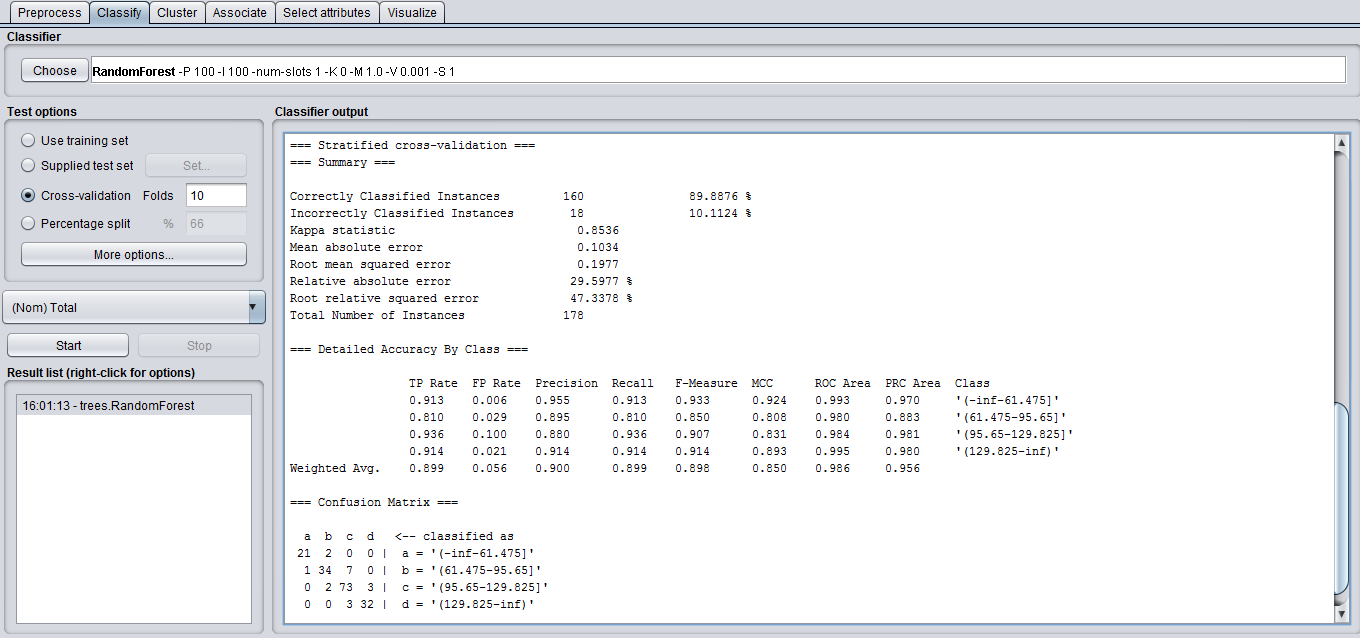 Preprocess Classify Cluster Associate Select attributes Visualize
Classifier
Choose RandomForest -P 100 -I 100 -num-slots 1 -K 0 -M 1.0 -V 0.001 -S 1
Test options
Use training set
Supplied test set Set...
Cross-validation Folds 10
Percentage split % 66
More options...
(Nom) Total
Start Stop
Result list (right-click for options)
16:01:13 - trees.RandomForest
Classifier output
=== Stratified cross-validation ===
=== Summary ===
Correctly Classified Instances 160 89.8876 %
Incorrectly Classified Instances 18 10.1124 %
Kappa statistic 0.8536
Mean absolute error 0.1034
Root mean squared error 0.1977
Relative absolute error 29.5977 %
Root relative squared error 47.3378 %
Total Number of Instances 178
=== Detailed Accuracy By Class ===
TP Rate FP Rate Precision Recall F-Measure MCC ROC Area PRC Area Class
0.913 0.006 0.955 0.913 0.933 0.924 0.993 0.970 '(-inf-61.475]'
0.810 0.029 0.895 0.810 0.850 0.808 0.980 0.883 '(61.475-95.65]'
0.936 0.100 0.880 0.936 0.907 0.831 0.984 0.981 '(95.65-129.825]'
0.914 0.021 0.914 0.914 0.914 0.893 0.995 0.980 '(129.825-inf)'
Weighted Avg. 0.899 0.056 0.900 0.899 0.898 0.850 0.986 0.956
=== Confusion Matrix ===
a b c d <-- classified as
21 2 0 0 | a = '(-inf-61.475]'
1 34 7 0 | b = '(61.475-95.65]'
0 2 73 3 | c = '(95.65-129.825]'
0 0 3 32 | d = '(129.825-inf)'